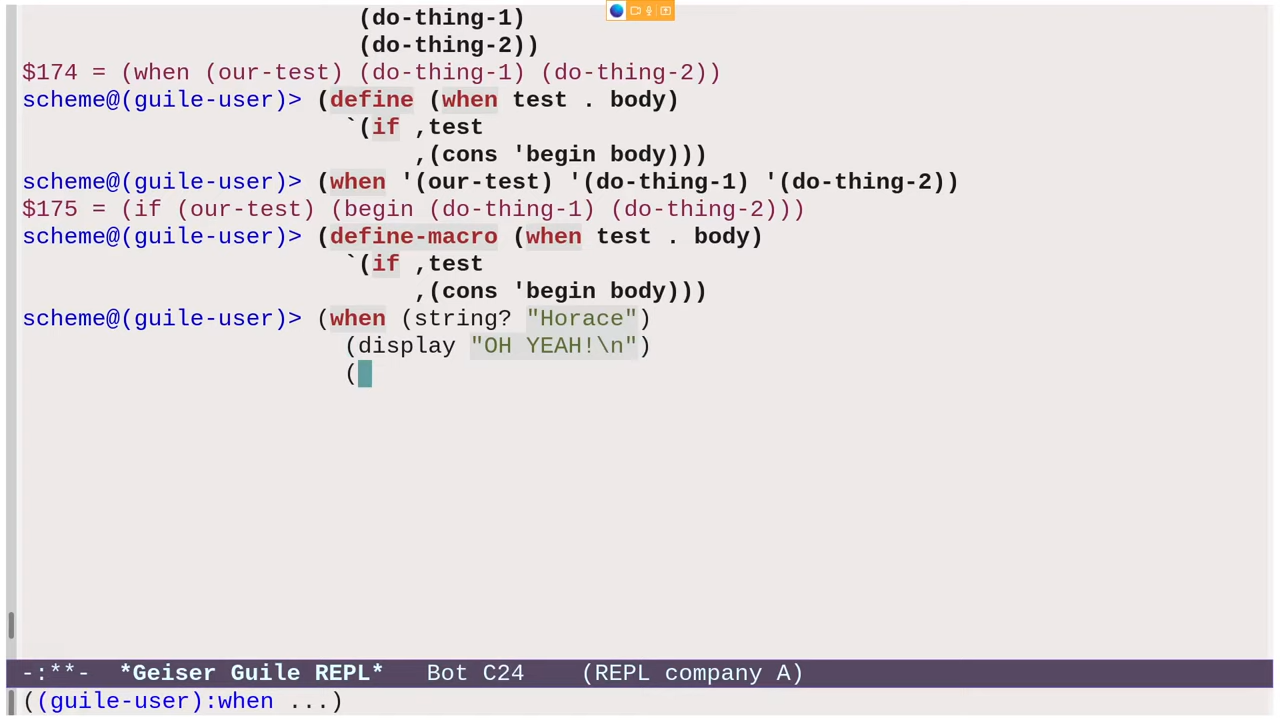 (do-thing-1)
(do-thing-2))
$174 = (when (our-test) (do-thing-1) (do-thing-2))
scheme@(guile-user)> (define (when test . body)
`(if ,test
,(cons 'begin body)))
scheme@(guile-user)> (when '(our-test) '(do-thing-1) '(do-thing-2))
$175 = (if (our-test) (begin (do-thing-1) (do-thing-2)))
scheme@(guile-user)> (define-macro (when test . body)
`(if ,test
,(cons 'begin body)))
scheme@(guile-user)> (when (string? "Horace")
(display "OH YEAH!\n")
(
-:**-  *Geiser Guile REPL*   Bot C24    (REPL company A)
((guile-user):when ...)